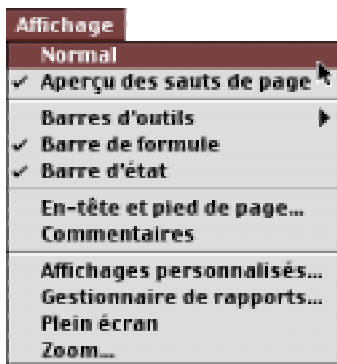 Affichage
Normal
✓ Aperçu des sauts de page
Barres d'outils
✓ Barre de formule
✓ Barre d'état
En-tête et pied de page...
Commentaires
Affichages personnalisés...
Gestionnaire de rapports...
Plein écran
Zoom...